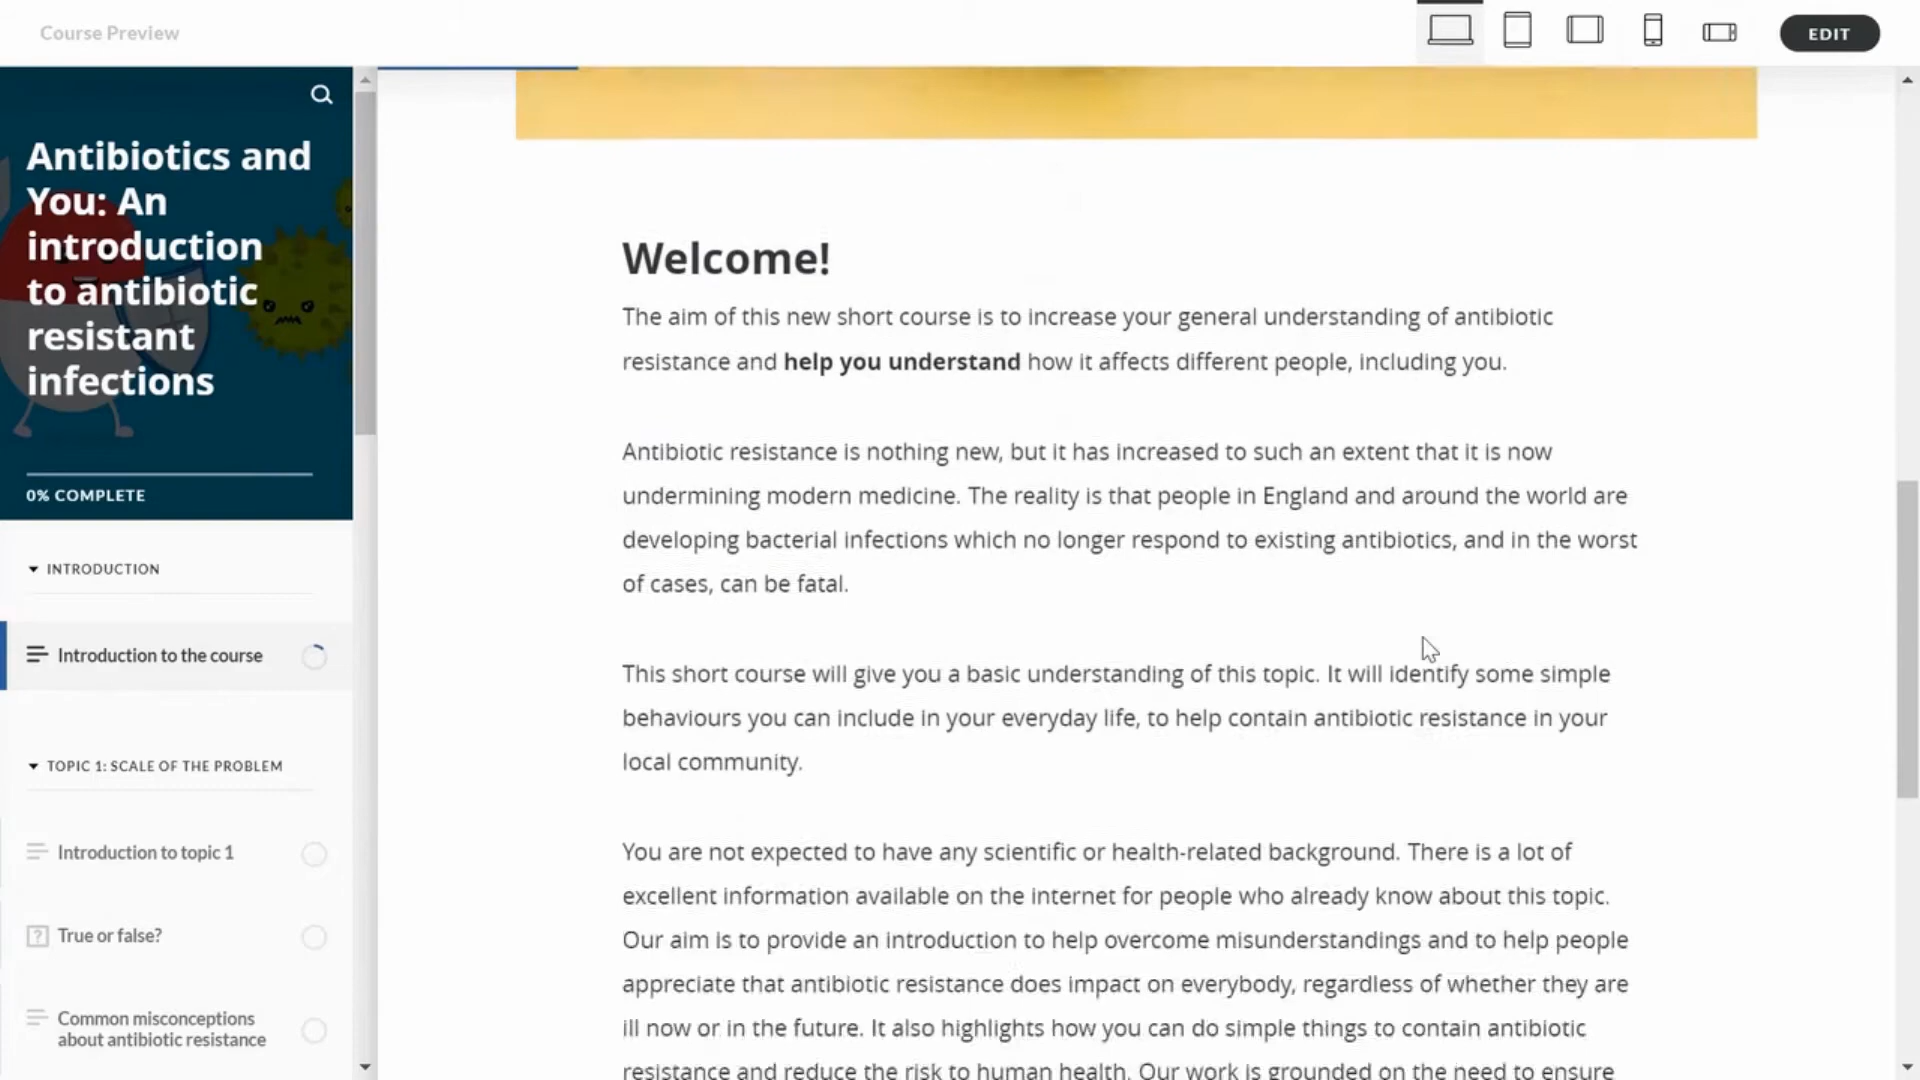 Course Preview
EDIT
Antibiotics and
You: An
introduction
to antibiotic
resistant
infections
0% COMPLETE
INTRODUCTION
Introduction to the course
TOPIC 1: SCALE OF THE PROBLEM
Introduction to topic 1
True or false?
Common misconceptions
about antibiotic resistance
Welcome!
The aim of this new short course is to increase your general understanding of antibiotic
resistance and help you understand how it affects different people, including you.
Antibiotic resistance is nothing new, but it has increased to such an extent that it is now
undermining modern medicine. The reality is that people in England and around the world are
developing bacterial infections which no longer respond to existing antibiotics, and in the worst
of cases, can be fatal.
This short course will give you a basic understanding of this topic. It will identify some simple
behaviours you can include in your everyday life, to help contain antibiotic resistance in your
local community.
You are not expected to have any scientific or health-related background. There is a lot of
excellent information available on the internet for people who already know about this topic.
Our aim is to provide an introduction to help overcome misunderstandings and to help people
appreciate that antibiotic resistance does impact on everybody, regardless of whether they are
ill now or in the future. It also highlights how you can do simple things to contain antibiotic
resistance and reduce the risk to human health. Our work is grounded on the need to ensure